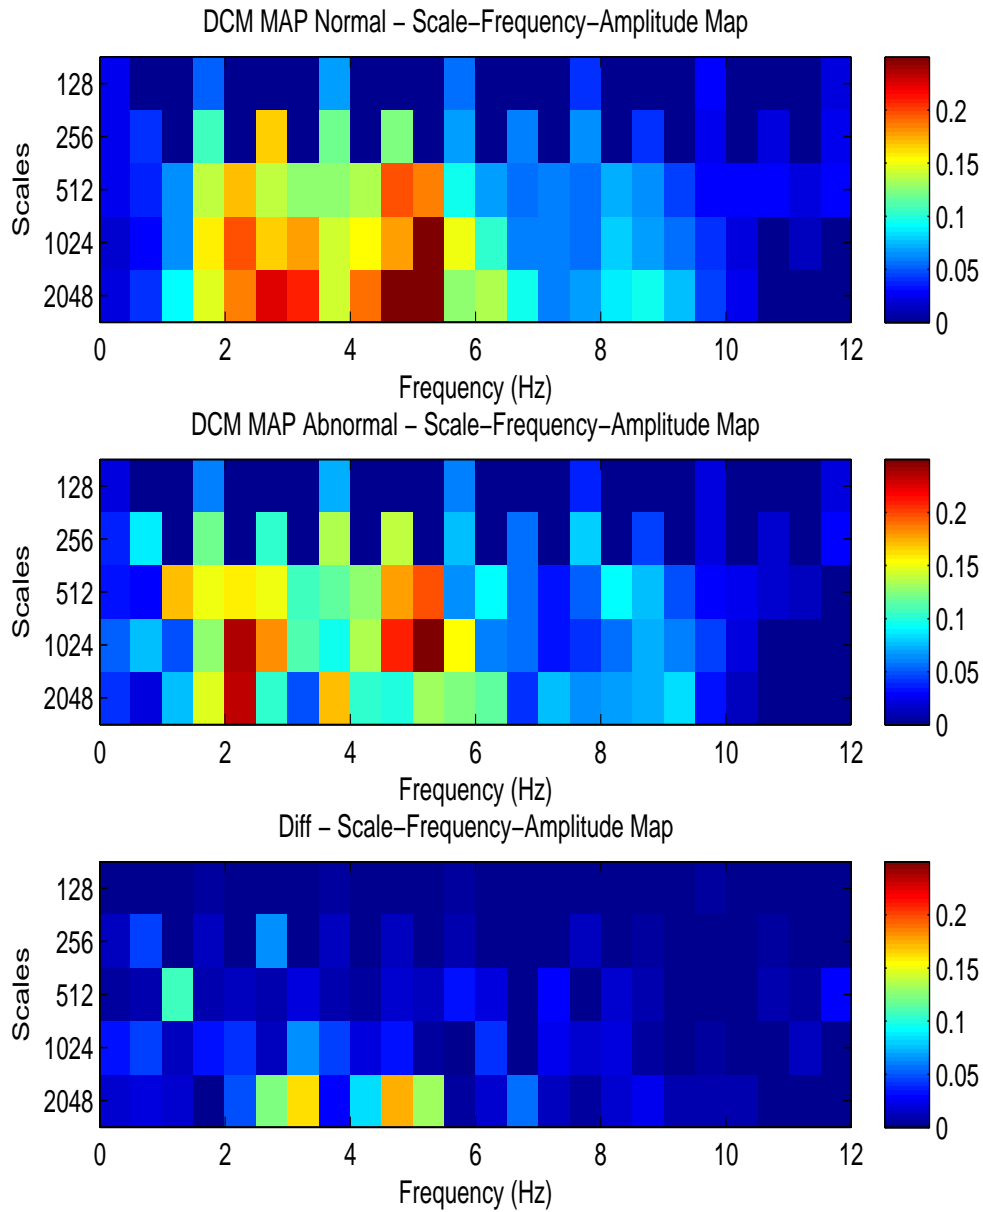 DCM MAP Normal − Scale−Frequency−Amplitude Map
Scales
128
256
512
1024
2048
0 2 4 6 8 10 12
Frequency (Hz)
0.2
0.15
0.1
0.05
0
DCM MAP Abnormal − Scale−Frequency−Amplitude Map
Scales
128
256
512
1024
2048
0 2 4 6 8 10 12
Frequency (Hz)
0.2
0.15
0.1
0.05
0
Diff − Scale−Frequency−Amplitude Map
Scales
128
256
512
1024
2048
0 2 4 6 8 10 12
Frequency (Hz)
0.2
0.15
0.1
0.05
0